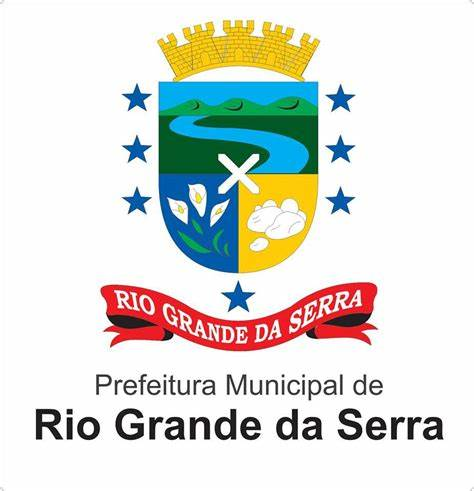 RIO GRANDE DA SERRA
Prefeitura Municipal de
Rio Grande da Serra